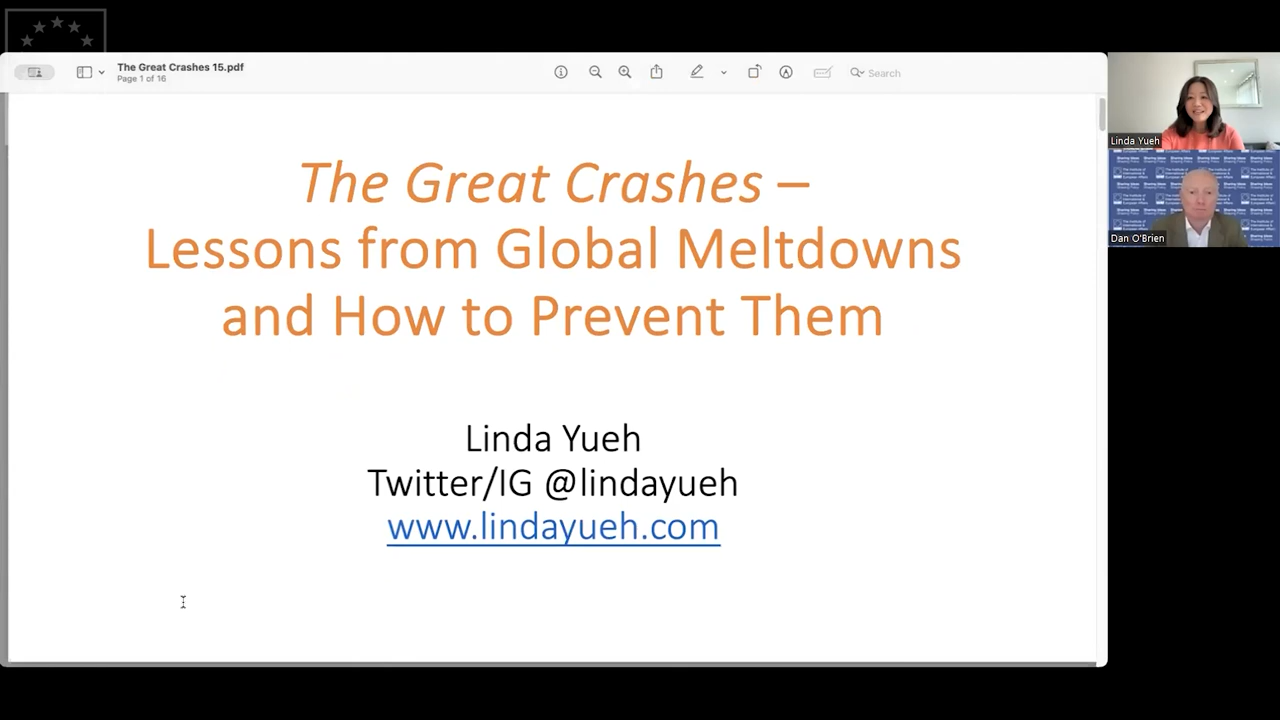 The Great Crashes 15.pdf
Page 1 of 16
Search
The Great Crashes –
Lessons from Global Meltdowns
and How to Prevent Them
Linda Yueh
Twitter/IG @lindayueh
www.lindayueh.com
Linda Yueh
Dan O'Brien